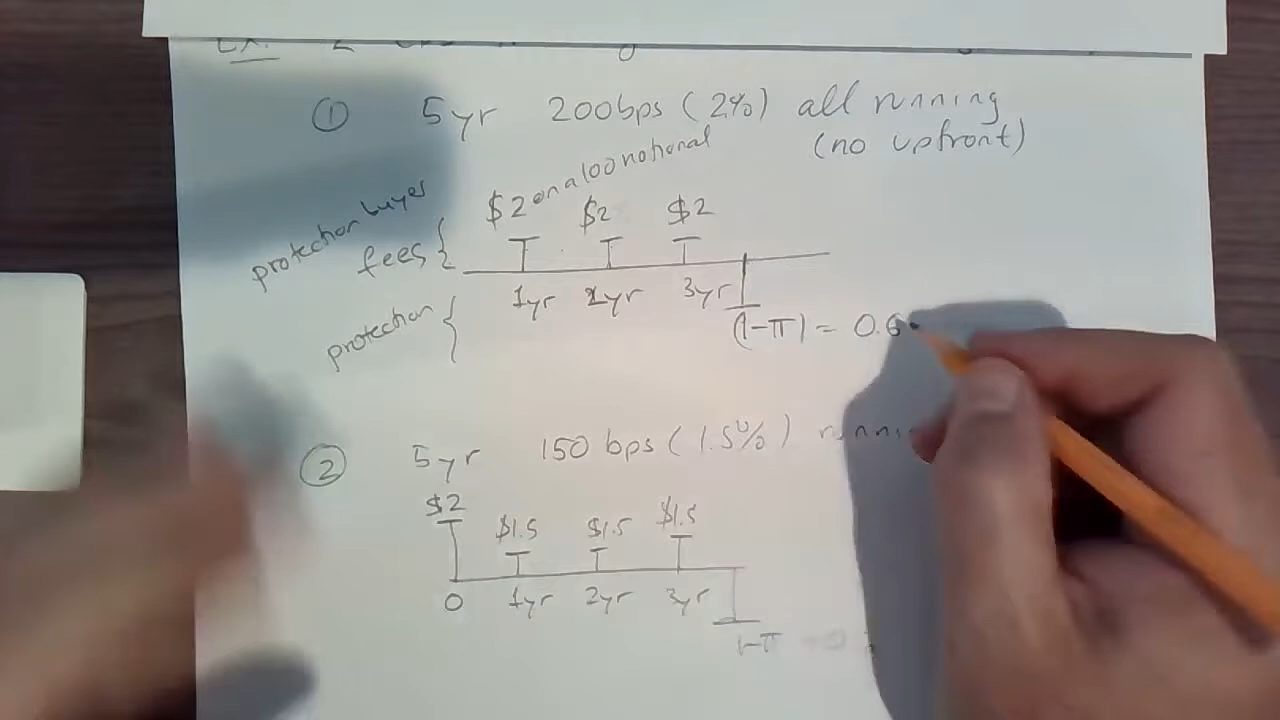 Ex.
① 5yr 200bps (2%) all running
(no upfront)
$2 on a 100 notional $2 $2
protection buyer
fees {
1yr 2yr 3yr
protection {
(1-π) = 0.6
② 5yr 150 bps (1.5%)
$2
$1.5 $1.5 $1.5
0 1yr 2yr 3yr
1-π